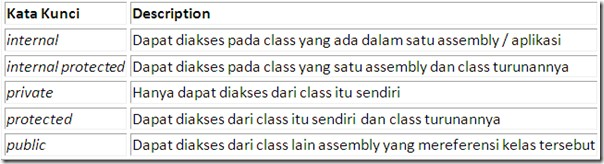 Kata Kunci Description
internal Dapat diakses pada class yang ada dalam satu assembly / aplikasi
internal protected Dapat diakses pada class yang satu assembly dan class turunannya
private Hanya dapat diakses dari class itu sendiri
protected Dapat diakses dari class itu sendiri dan class turunannya
public Dapat diakses dari class lain assembly yang mereferensi kelas tersebut